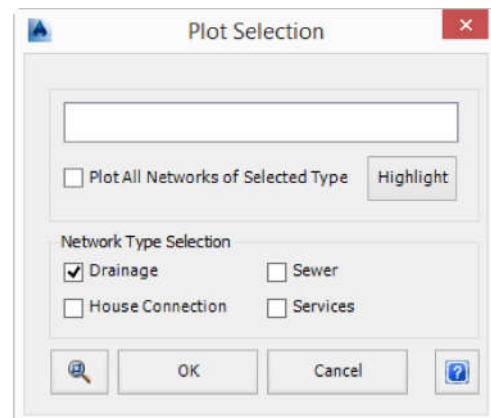 Plot Selection
Plot All Networks of Selected Type
Highlight
Network Type Selection
Drainage
Sewer
House Connection
Services
OK
Cancel